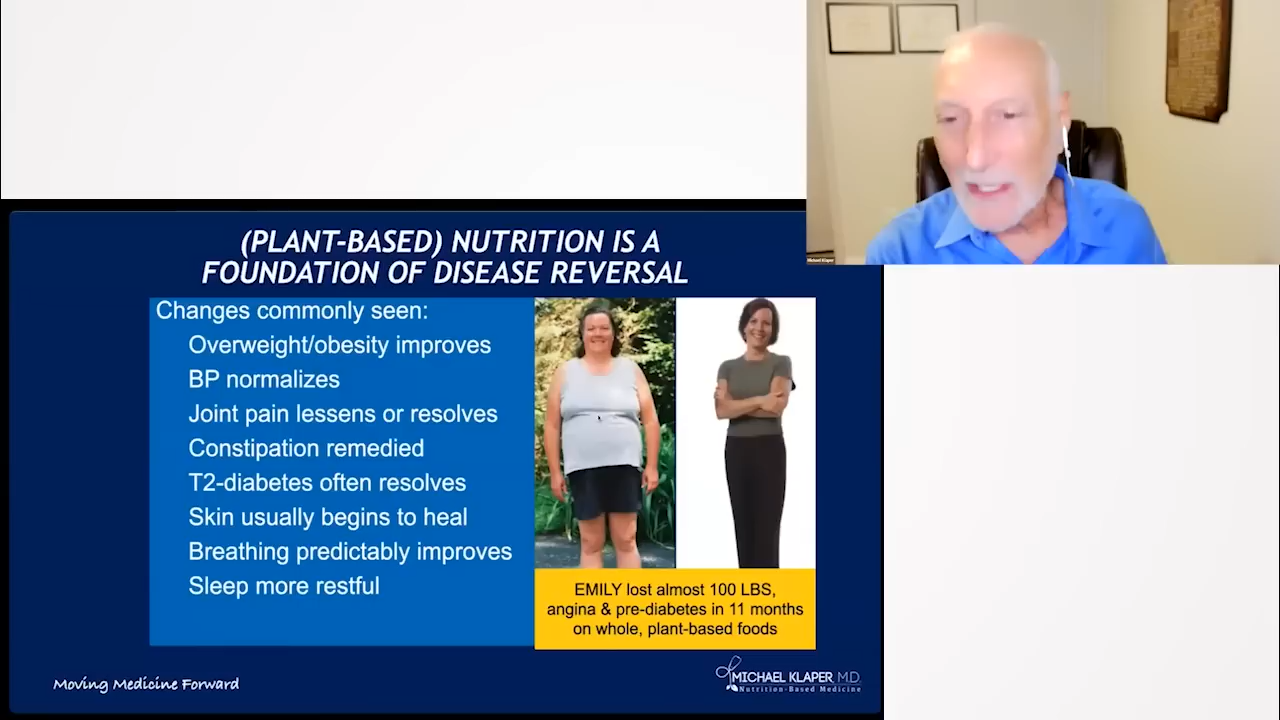 Michael Klaper
(PLANT-BASED) NUTRITION IS A
FOUNDATION OF DISEASE REVERSAL
Changes commonly seen:
Overweight/obesity improves
BP normalizes
Joint pain lessens or resolves
Constipation remedied
T2-diabetes often resolves
Skin usually begins to heal
Breathing predictably improves
Sleep more restful
EMILY lost almost 100 LBS,
angina & pre-diabetes in 11 months
on whole, plant-based foods
Moving Medicine Forward
MICHAEL KLAPER, M.D.
Nutrition-Based Medicine